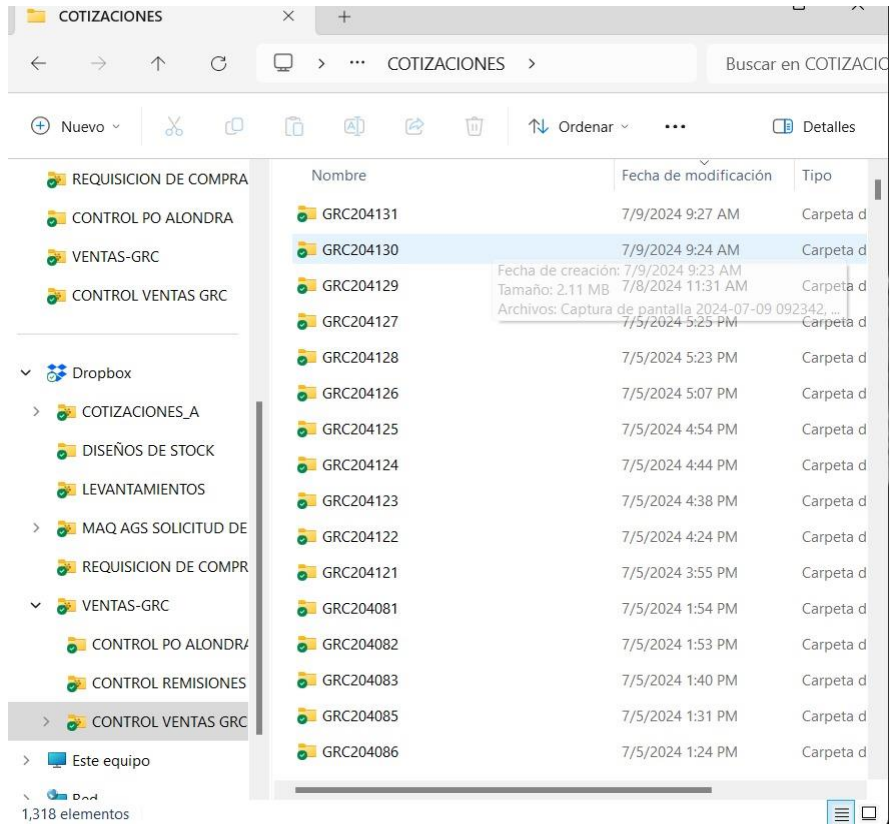 COTIZACIONES
COTIZACIONES
Buscar en COTIZACIO
Nuevo
Ordenar
Detalles
REQUISICION DE COMPRA
CONTROL PO ALONDRA
VENTAS-GRC
CONTROL VENTAS GRC
Dropbox
COTIZACIONES_A
DISEÑOS DE STOCK
LEVANTAMIENTOS
MAQ AGS SOLICITUD DE
REQUISICION DE COMPR
VENTAS-GRC
CONTROL PO ALONDRA
CONTROL REMISIONES
CONTROL VENTAS GRC
Este equipo
Red
Nombre Fecha de modificación Tipo
GRC204131 7/9/2024 9:27 AM Carpeta d
GRC204130 7/9/2024 9:24 AM Carpeta d
Fecha de creación: 7/9/2024 9:23 AM
GRC204129 7/8/2024 11:31 AM Carpeta d
Tamaño: 2.11 MB
Archivos: Captura de pantalla 2024-07-09 092342, ...
GRC204127 7/5/2024 5:25 PM Carpeta d
GRC204128 7/5/2024 5:23 PM Carpeta d
GRC204126 7/5/2024 5:07 PM Carpeta d
GRC204125 7/5/2024 4:54 PM Carpeta d
GRC204124 7/5/2024 4:44 PM Carpeta d
GRC204123 7/5/2024 4:38 PM Carpeta d
GRC204122 7/5/2024 4:24 PM Carpeta d
GRC204121 7/5/2024 3:55 PM Carpeta d
GRC204081 7/5/2024 1:54 PM Carpeta d
GRC204082 7/5/2024 1:53 PM Carpeta d
GRC204083 7/5/2024 1:40 PM Carpeta d
GRC204085 7/5/2024 1:31 PM Carpeta d
GRC204086 7/5/2024 1:24 PM Carpeta d
1,318 elementos